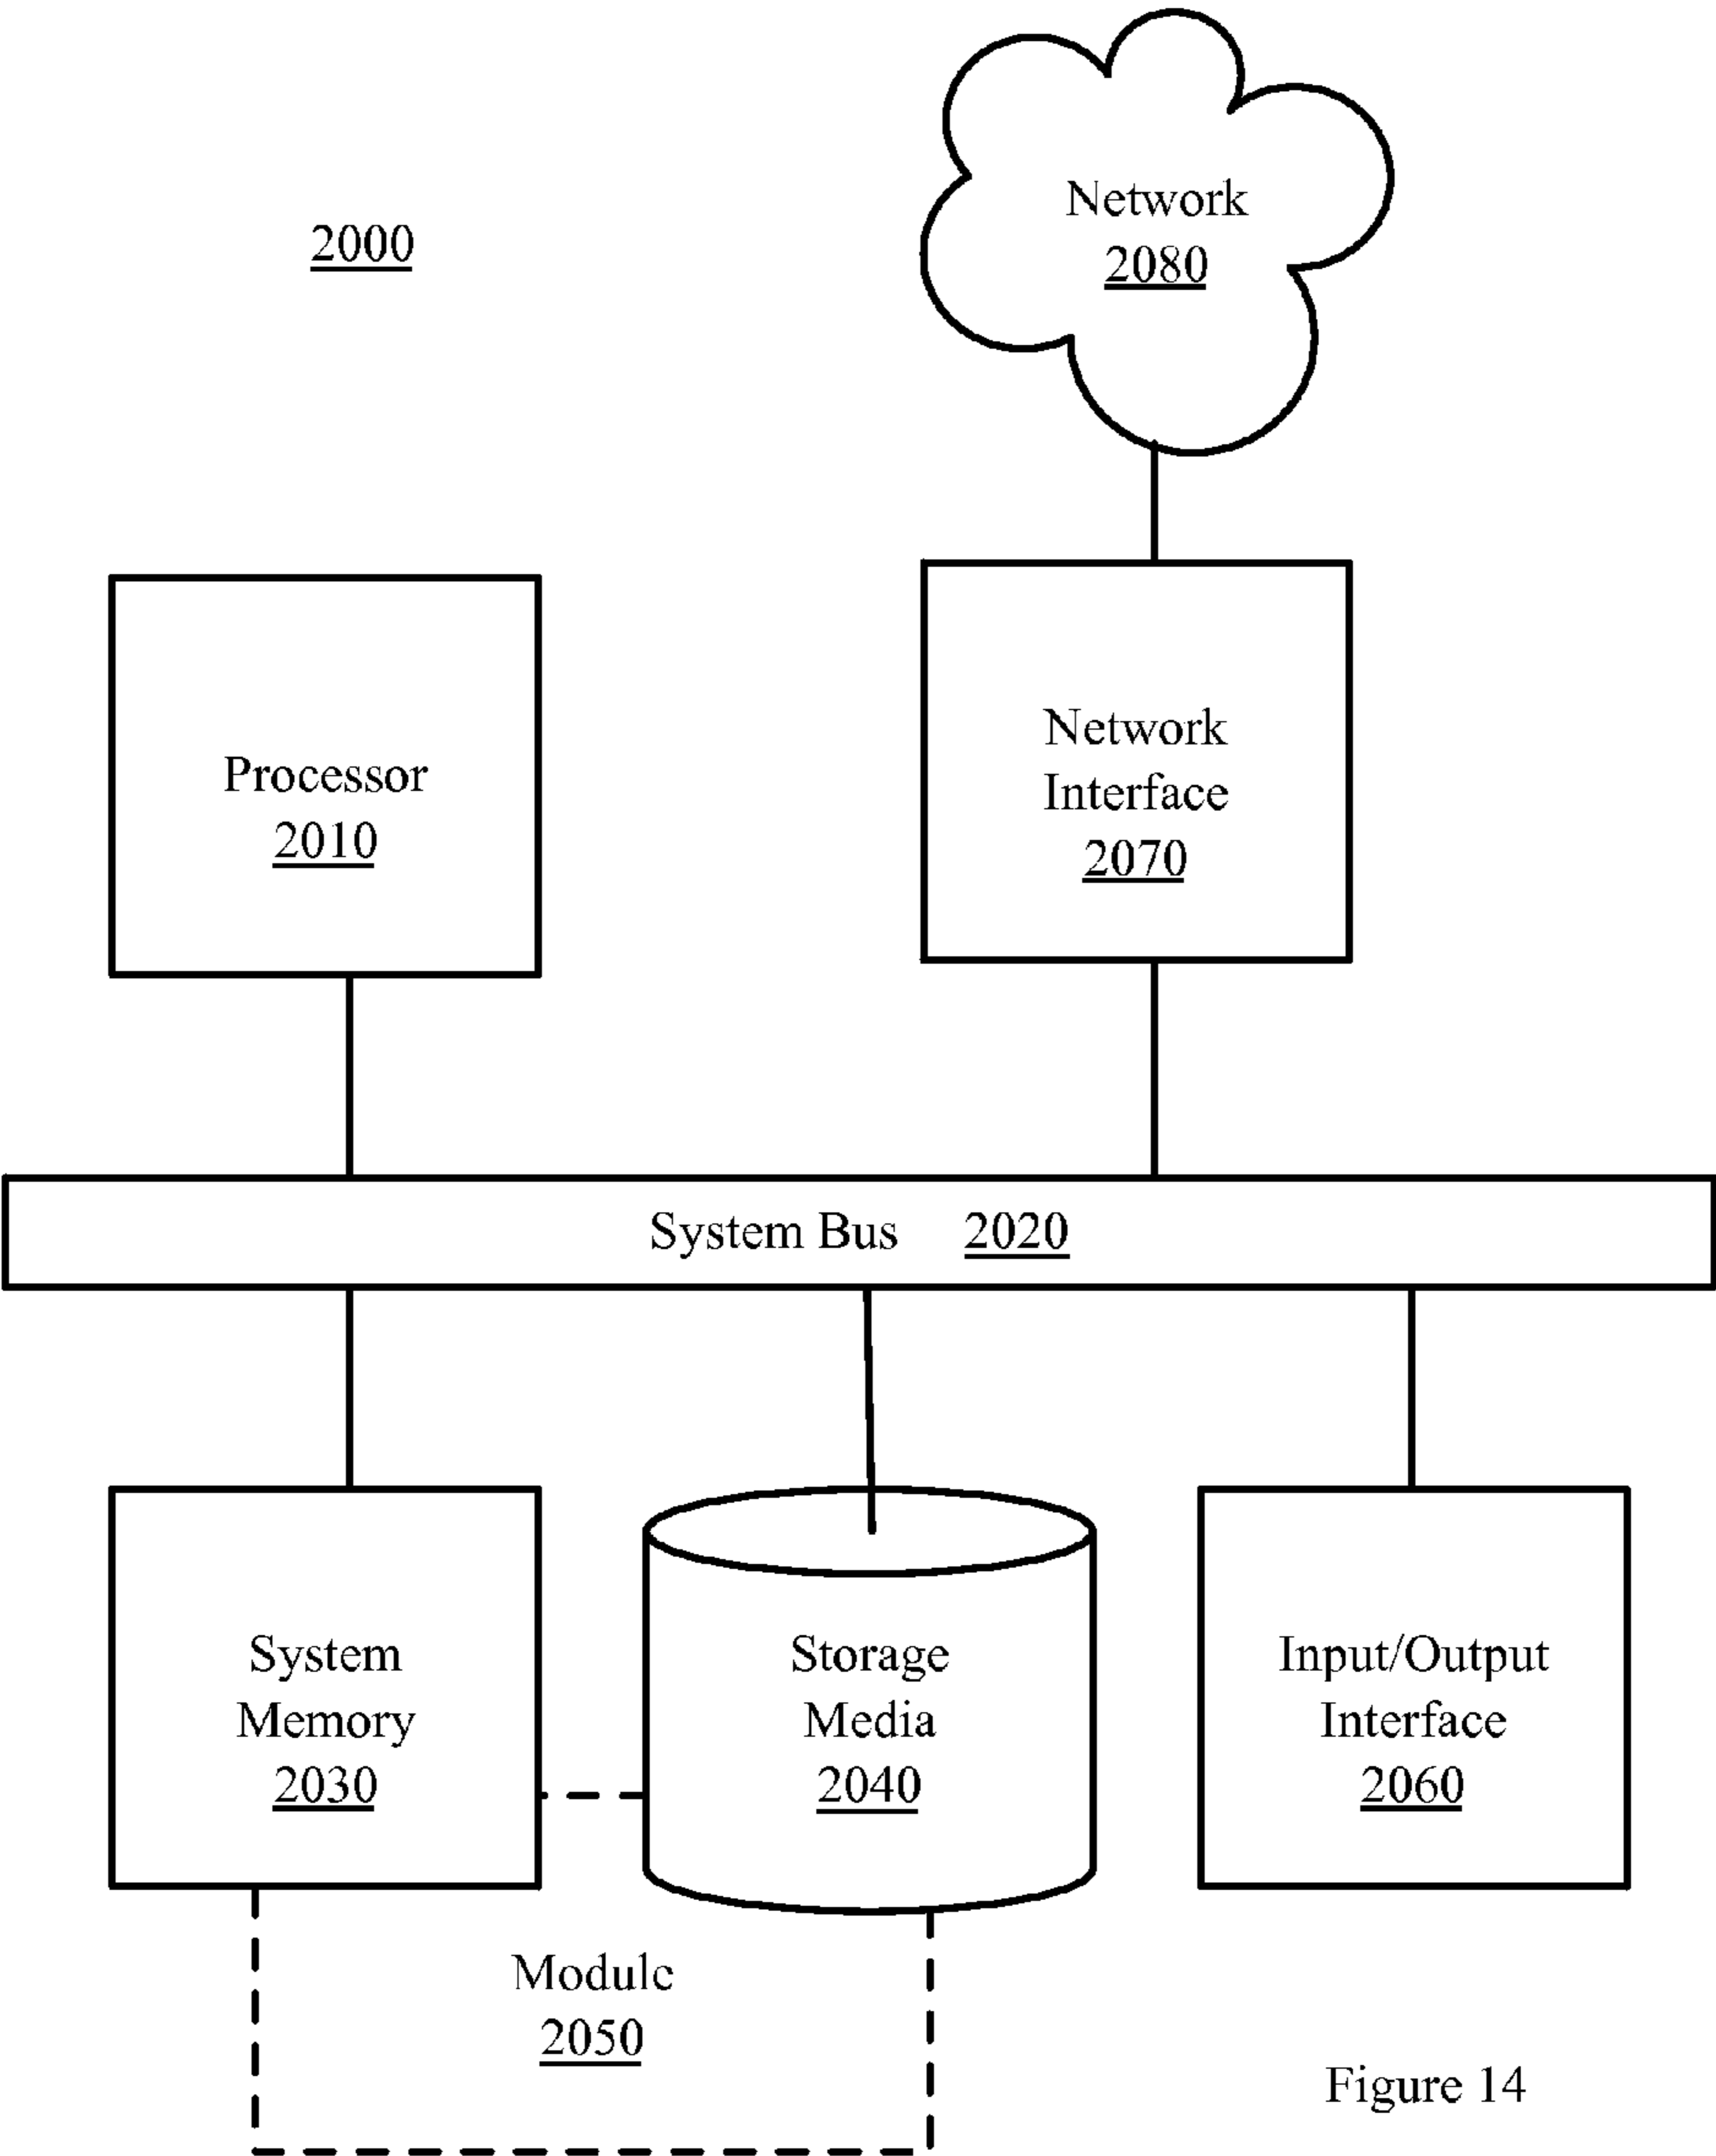 Network
2080
2000
Network
Interface
2070
Processor
2010
System Bus 2020
System
Memory
2030
Storage
Media
2040
Input/Output
Interface
2060
Module
2050
Figure 14